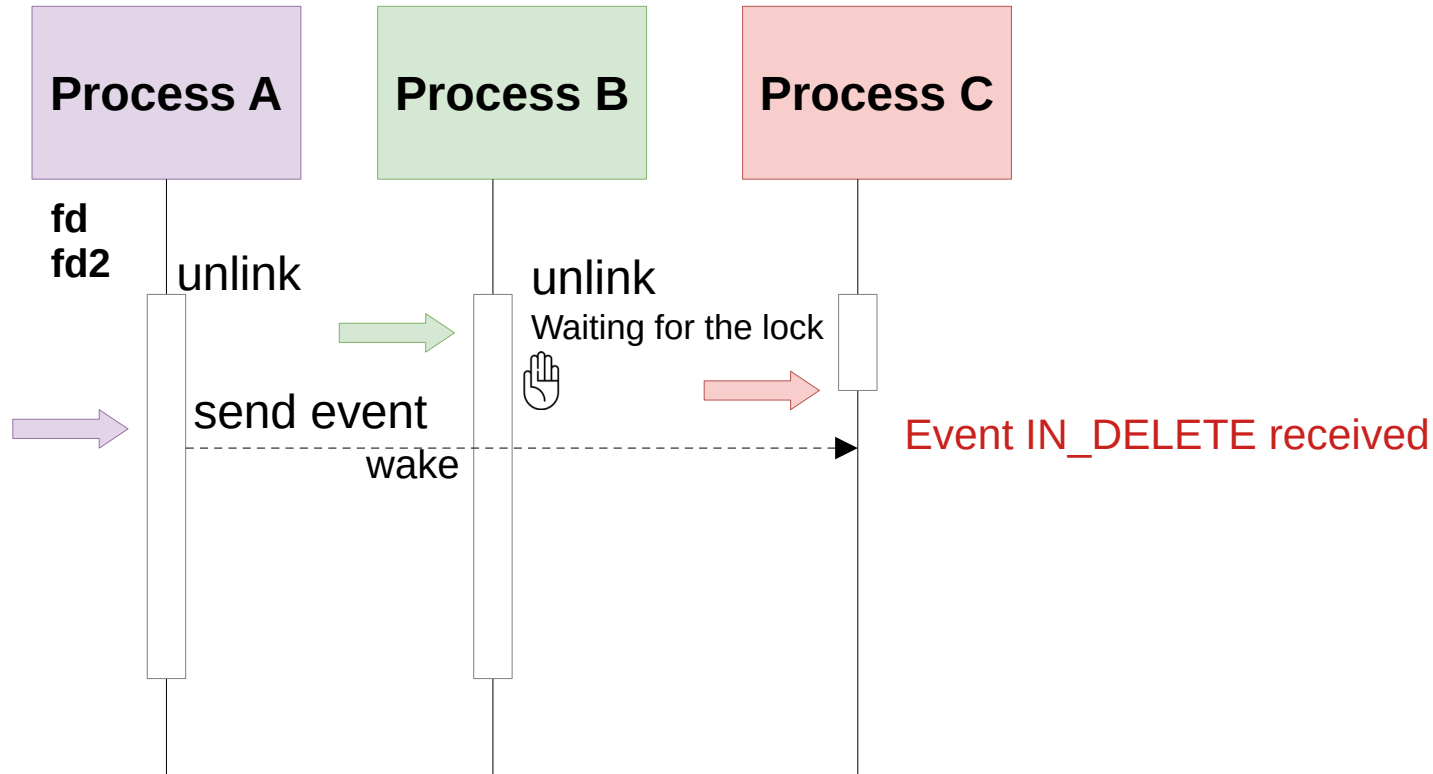 Process A
Process B
Process C
fd
fd2
unlink
unlink
Waiting for the lock
send event
wake
Event IN_DELETE received